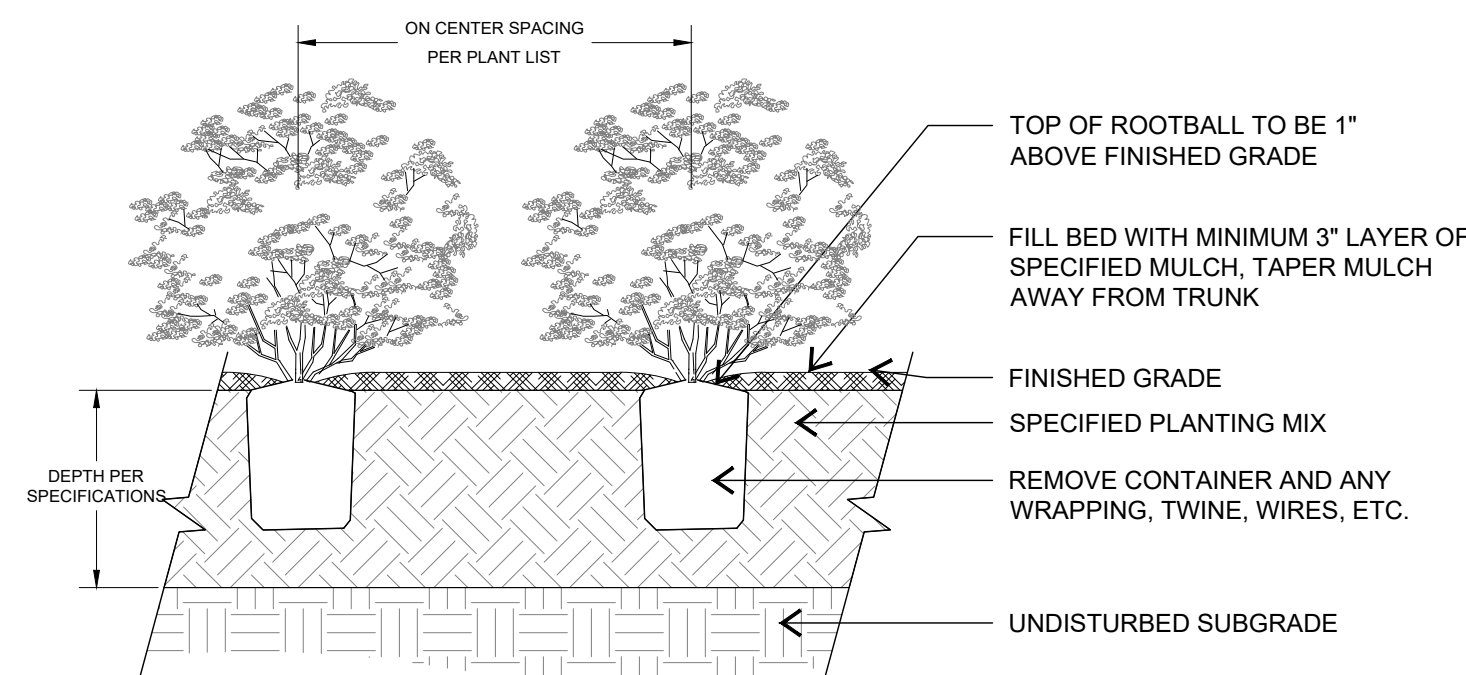 ON CENTER SPACING
PER PLANT LIST
TOP OF ROOTBALL TO BE 1"
ABOVE FINISHED GRADE
FILL BED WITH MINIMUM 3" LAYER OF
SPECIFIED MULCH, TAPER MULCH
AWAY FROM TRUNK
FINISHED GRADE
SPECIFIED PLANTING MIX
DEPTH PER
SPECIFICATIONS
REMOVE CONTAINER AND ANY
WRAPPING, TWINE, WIRES, ETC.
UNDISTURBED SUBGRADE